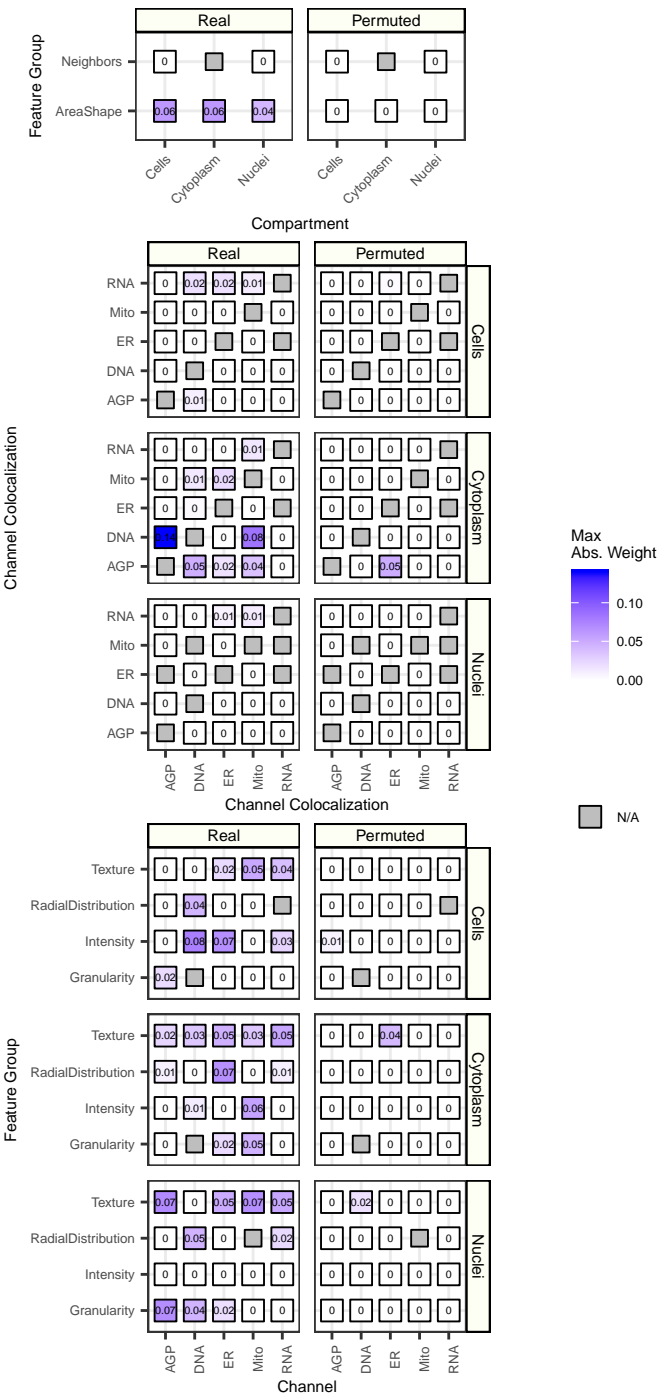 Real Permuted
Feature Group
Neighbors 0 0 0 0
AreaShape 0.06 0.06 0.04 0 0 0
Cells Cytoplasm Nuclei Cells Cytoplasm Nuclei
Compartment
Real Permuted
Channel Colocalization
RNA 0 0.02 0.02 0.01 0 0 0 0
Mito 0 0 0 0 0 0 0 0
ER 0 0 0 0 0 0
DNA 0 0 0 0 0 0 0 0
AGP 0.01 0 0 0 0 0 0 0
Cells
RNA 0 0 0 0.01 0 0 0 0
Mito 0 0.01 0.02 0 0 0 0 0
ER 0 0 0 0 0 0
DNA 0.14 0 0.08 0 0 0 0 0
AGP 0.05 0.02 0.04 0 0 0.05 0 0
Cytoplasm
RNA 0 0 0.01 0.01 0 0 0 0
Mito 0 0 0 0
ER 0 0 0 0
DNA 0 0 0 0 0 0 0 0
AGP 0 0 0 0 0 0 0 0
Nuclei
AGP DNA ER Mito RNA AGP DNA ER Mito RNA
Channel Colocalization
Max
Abs. Weight
0.10
0.05
0.00
N/A
Real Permuted
Feature Group
Texture 0 0 0.02 0.05 0.04 0 0 0 0 0
RadialDistribution 0 0.04 0 0 0 0 0 0
Intensity 0 0.08 0.07 0 0.03 0.01 0 0 0 0
Granularity 0.02 0 0 0 0 0 0 0
Cells
Texture 0.02 0.03 0.05 0.03 0.05 0 0 0.04 0 0
RadialDistribution 0.01 0 0.07 0 0.01 0 0 0 0 0
Intensity 0 0.01 0 0.06 0 0 0 0 0 0
Granularity 0 0.02 0.05 0 0 0 0 0
Cytoplasm
Texture 0.07 0 0.05 0.07 0.05 0 0.02 0 0 0
RadialDistribution 0 0.05 0 0.02 0 0 0 0
Intensity 0 0 0 0 0 0 0 0 0 0
Granularity 0.07 0.04 0.02 0 0 0 0 0 0 0
Nuclei
AGP DNA ER Mito RNA AGP DNA ER Mito RNA
Channel